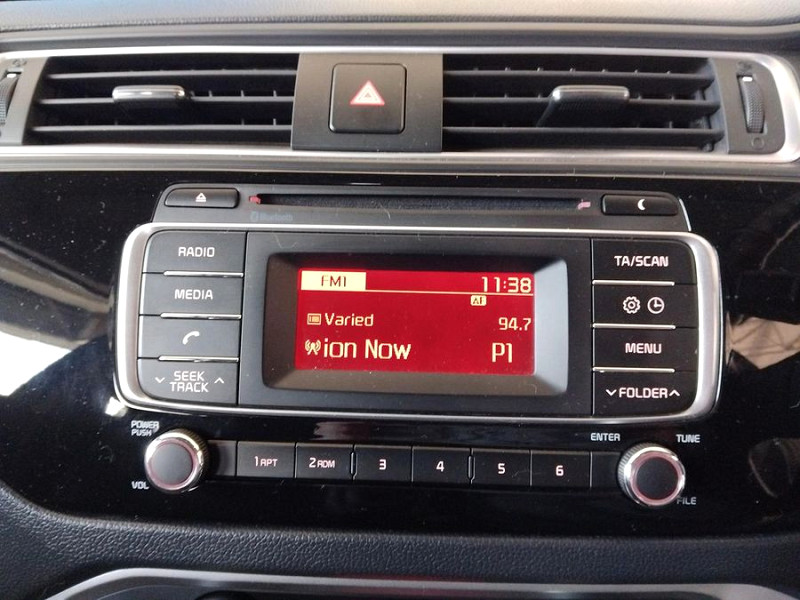 Bluetooth
RADIO
MEDIA
SEEK
TRACK
FM1
11:38
AF
Varied
94.7
ion Now
P1
TA/SCAN
MENU
FOLDER
POWER
PUSH
VOL
1 RPT
2 RDM
3
4
5
6
ENTER
TUNE
FILE